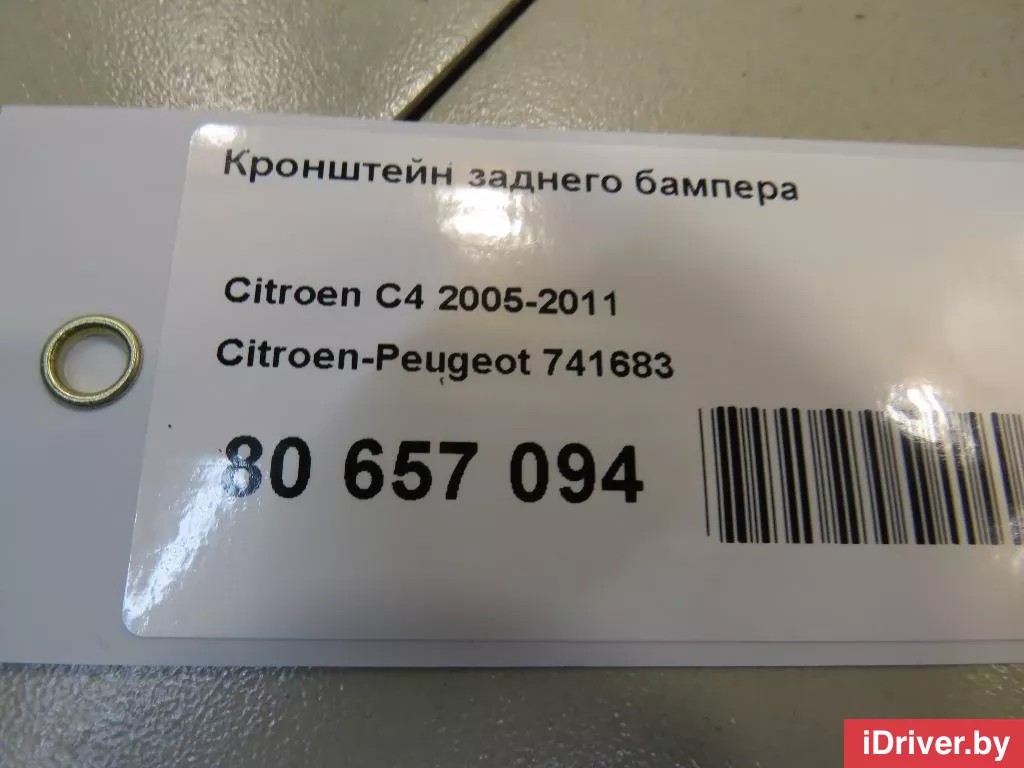 Кронштейн заднего бампера
Citroen C4 2005-2011
Citroen-Peugeot 741683
80 657 094
iDriver.by